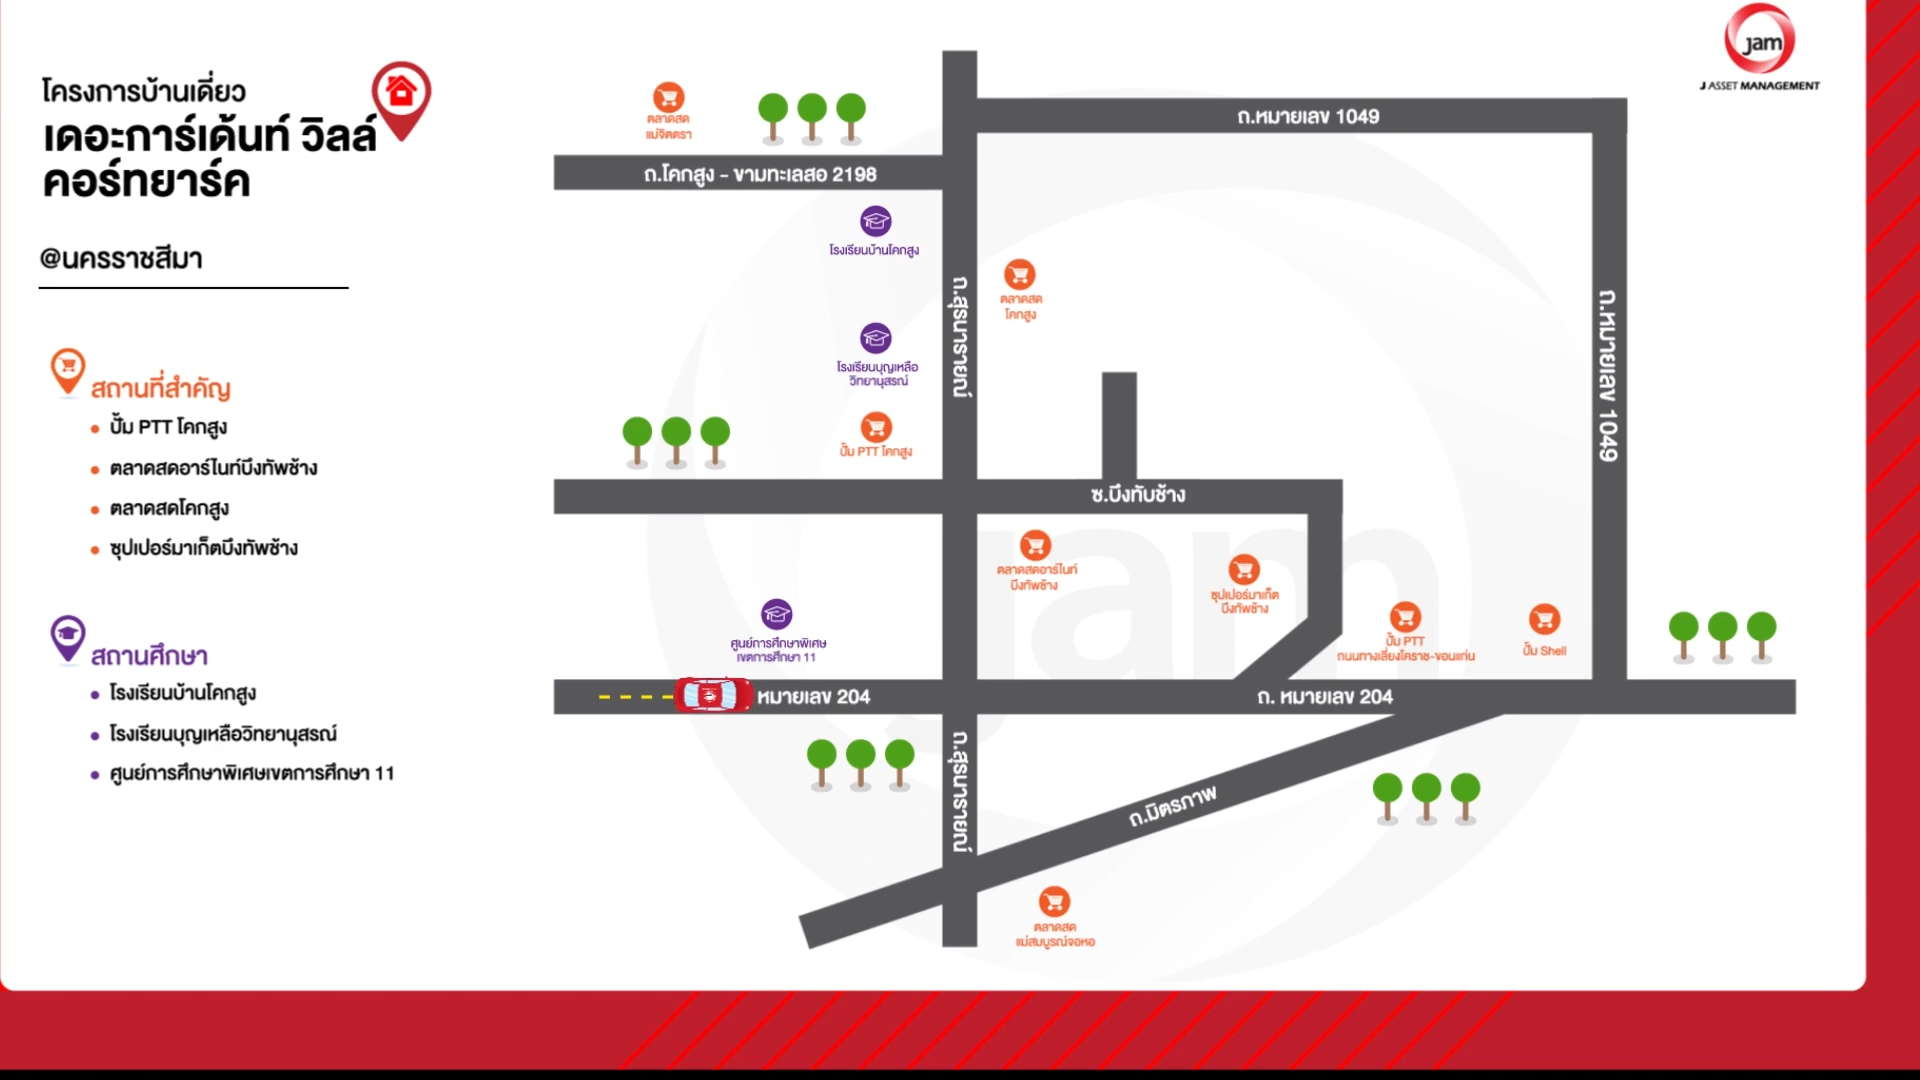 โครงการบ้านเดี่ยว
เดอะการ์เด้นท์ วิลล์
คอร์ทยาร์ค
@นครราชสีมา
สถานที่สำคัญ
ปั๊ม PTT โคกสูง
ตลาดสดอาร์ไนท์บึงทัพช้าง
ตลาดสดโคกสูง
ซุปเปอร์มาเก็ตบึงทัพช้าง
สถานศึกษา
โรงเรียนบ้านโคกสูง
โรงเรียนบุญเหลือวิทยานุสรณ์
ศูนย์การศึกษาพิเศษเขตการศึกษา 11
jam
J ASSET MANAGEMENT
ตลาดสด
แม่จิตตรา
ถ.หมายเลข 1049
ถ.โคกสูง - ขามทะเลสอ 2198
โรงเรียนบ้านโคกสูง
ถ.สุรนารายณ์
ตลาดสด
โคกสูง
ถ.หมายเลข 1049
โรงเรียนบุญเหลือ
วิทยานุสรณ์
ปั๊ม PTT โคกสูง
ซ.บึงทับช้าง
ตลาดสดอาร์ไนท์
บึงทัพช้าง
ซุปเปอร์มาเก็ต
บึงทัพช้าง
ศูนย์การศึกษาพิเศษ
เขตการศึกษา 11
ปั๊ม PTT
ถนนทางเลี่ยงโคราช-ขอนแก่น
ปั๊ม Shell
หมายเลข 204
ถ. หมายเลข 204
ถ.สุรนารายณ์
ถ.มิตรภาพ
ตลาดสด
แม่สมบูรณ์จอหอ
jam